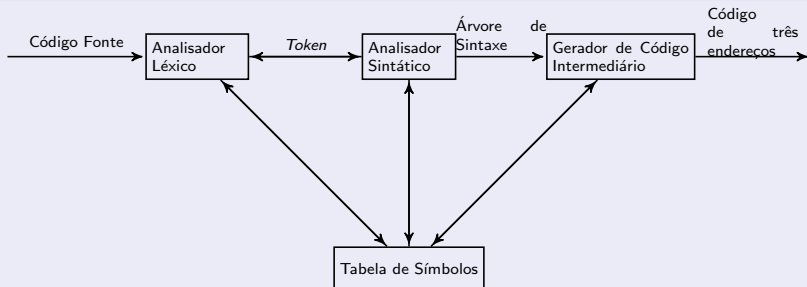 Código Fonte
Analisador
Léxico
Token
Analisador
Sintático
Árvore de
Sintaxe
Gerador de Código
Intermediário
Código
de três
endereços
Tabela de Símbolos